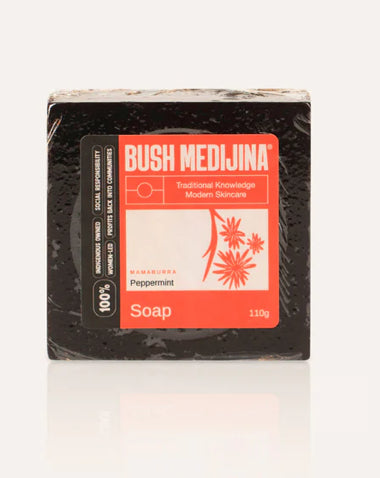 BUSH MEDIJINA®
Traditional Knowledge
Modern Skincare
MAMABURRA
Peppermint
Soap
110g
100%
INDIGENOUS OWNED SOCIAL RESPONSIBILITY
WOMEN-LED PROFITS BACK INTO COMMUNITIES